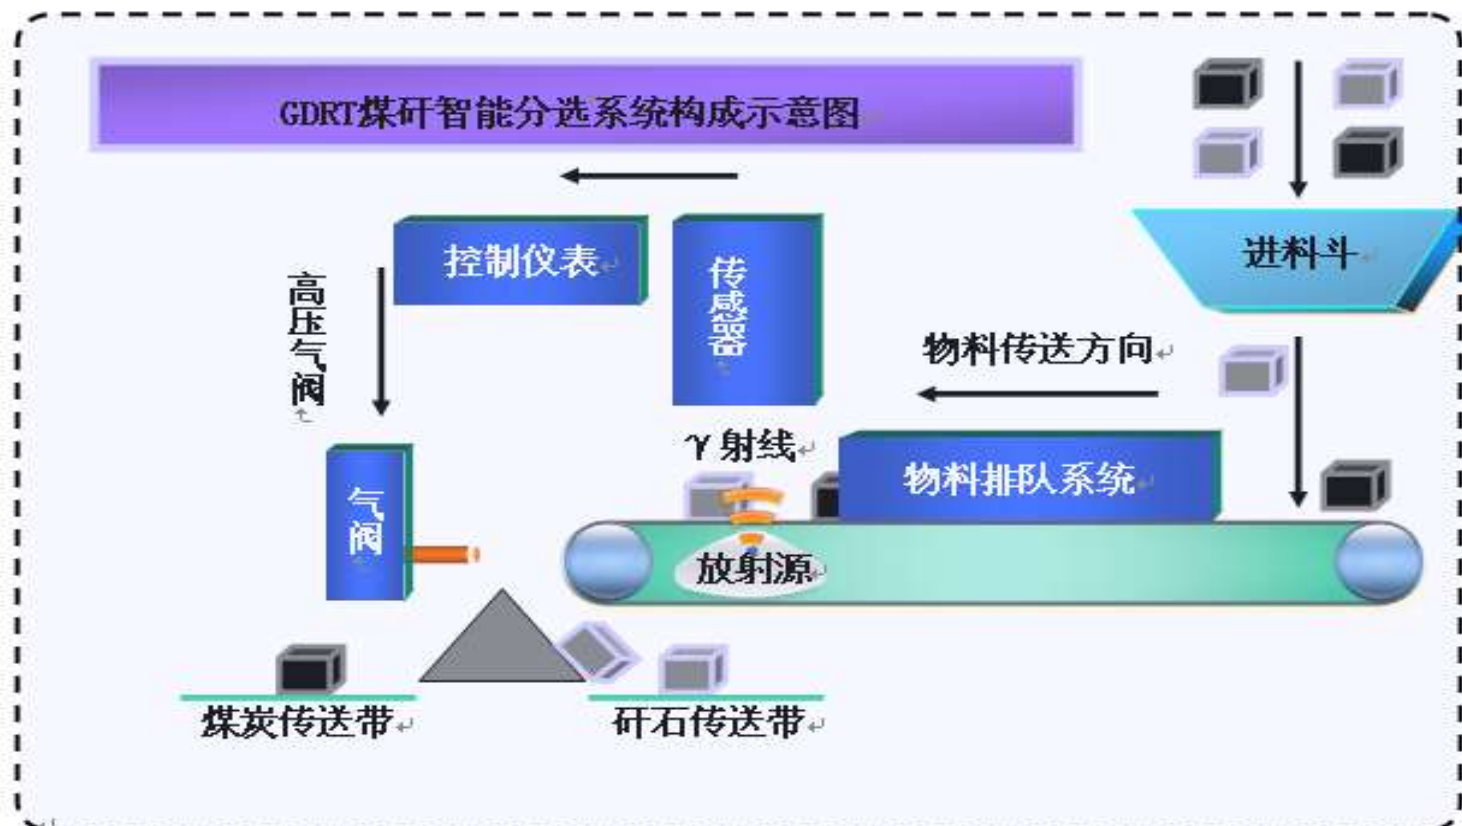 GDRT煤矸智能分选系统构成示意图
进料斗
控制仪表
传感器
高压气阀
物料传送方向
γ射线
物料排队系统
气阀
放射源
煤炭传送带
矸石传送带